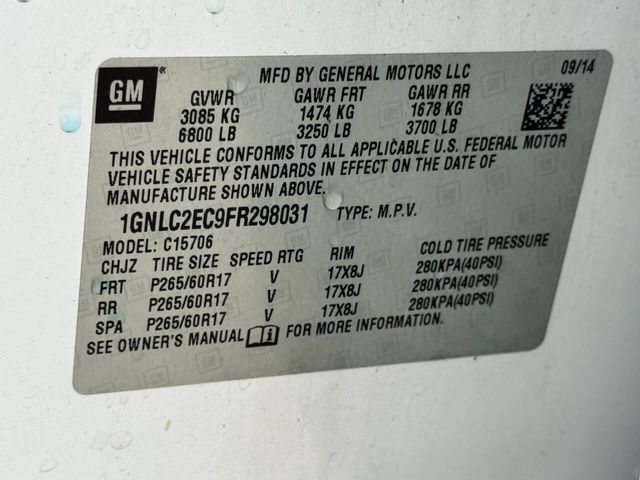 GM
MFD BY GENERAL MOTORS LLC 09/14
GVWR GAWR FRT GAWR RR
3085 KG 1474 KG 1678 KG
6800 LB 3250 LB 3700 LB
THIS VEHICLE CONFORMS TO ALL APPLICABLE U.S. FEDERAL MOTOR
VEHICLE SAFETY STANDARDS IN EFFECT ON THE DATE OF
MANUFACTURE SHOWN ABOVE.
1GNLC2EC9FR298031 TYPE: M.P.V.
MODEL: C15706
CHJZ TIRE SIZE SPEED RTG RIM COLD TIRE PRESSURE
FRT P265/60R17 V 17X8J 280KPA(40PSI)
RR P265/60R17 V 17X8J 280KPA(40PSI)
SPA P265/60R17 V 17X8J 280KPA(40PSI)
SEE OWNER'S MANUAL FOR MORE INFORMATION.